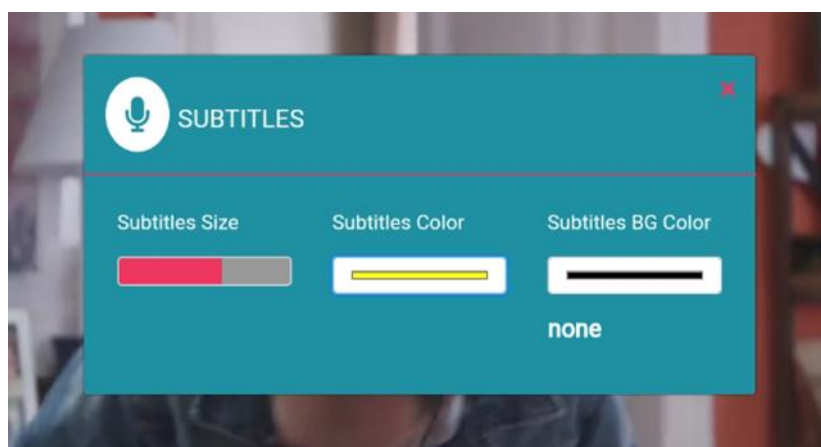 SUBTITLES
Subtitles Size
Subtitles Color
Subtitles BG Color
none